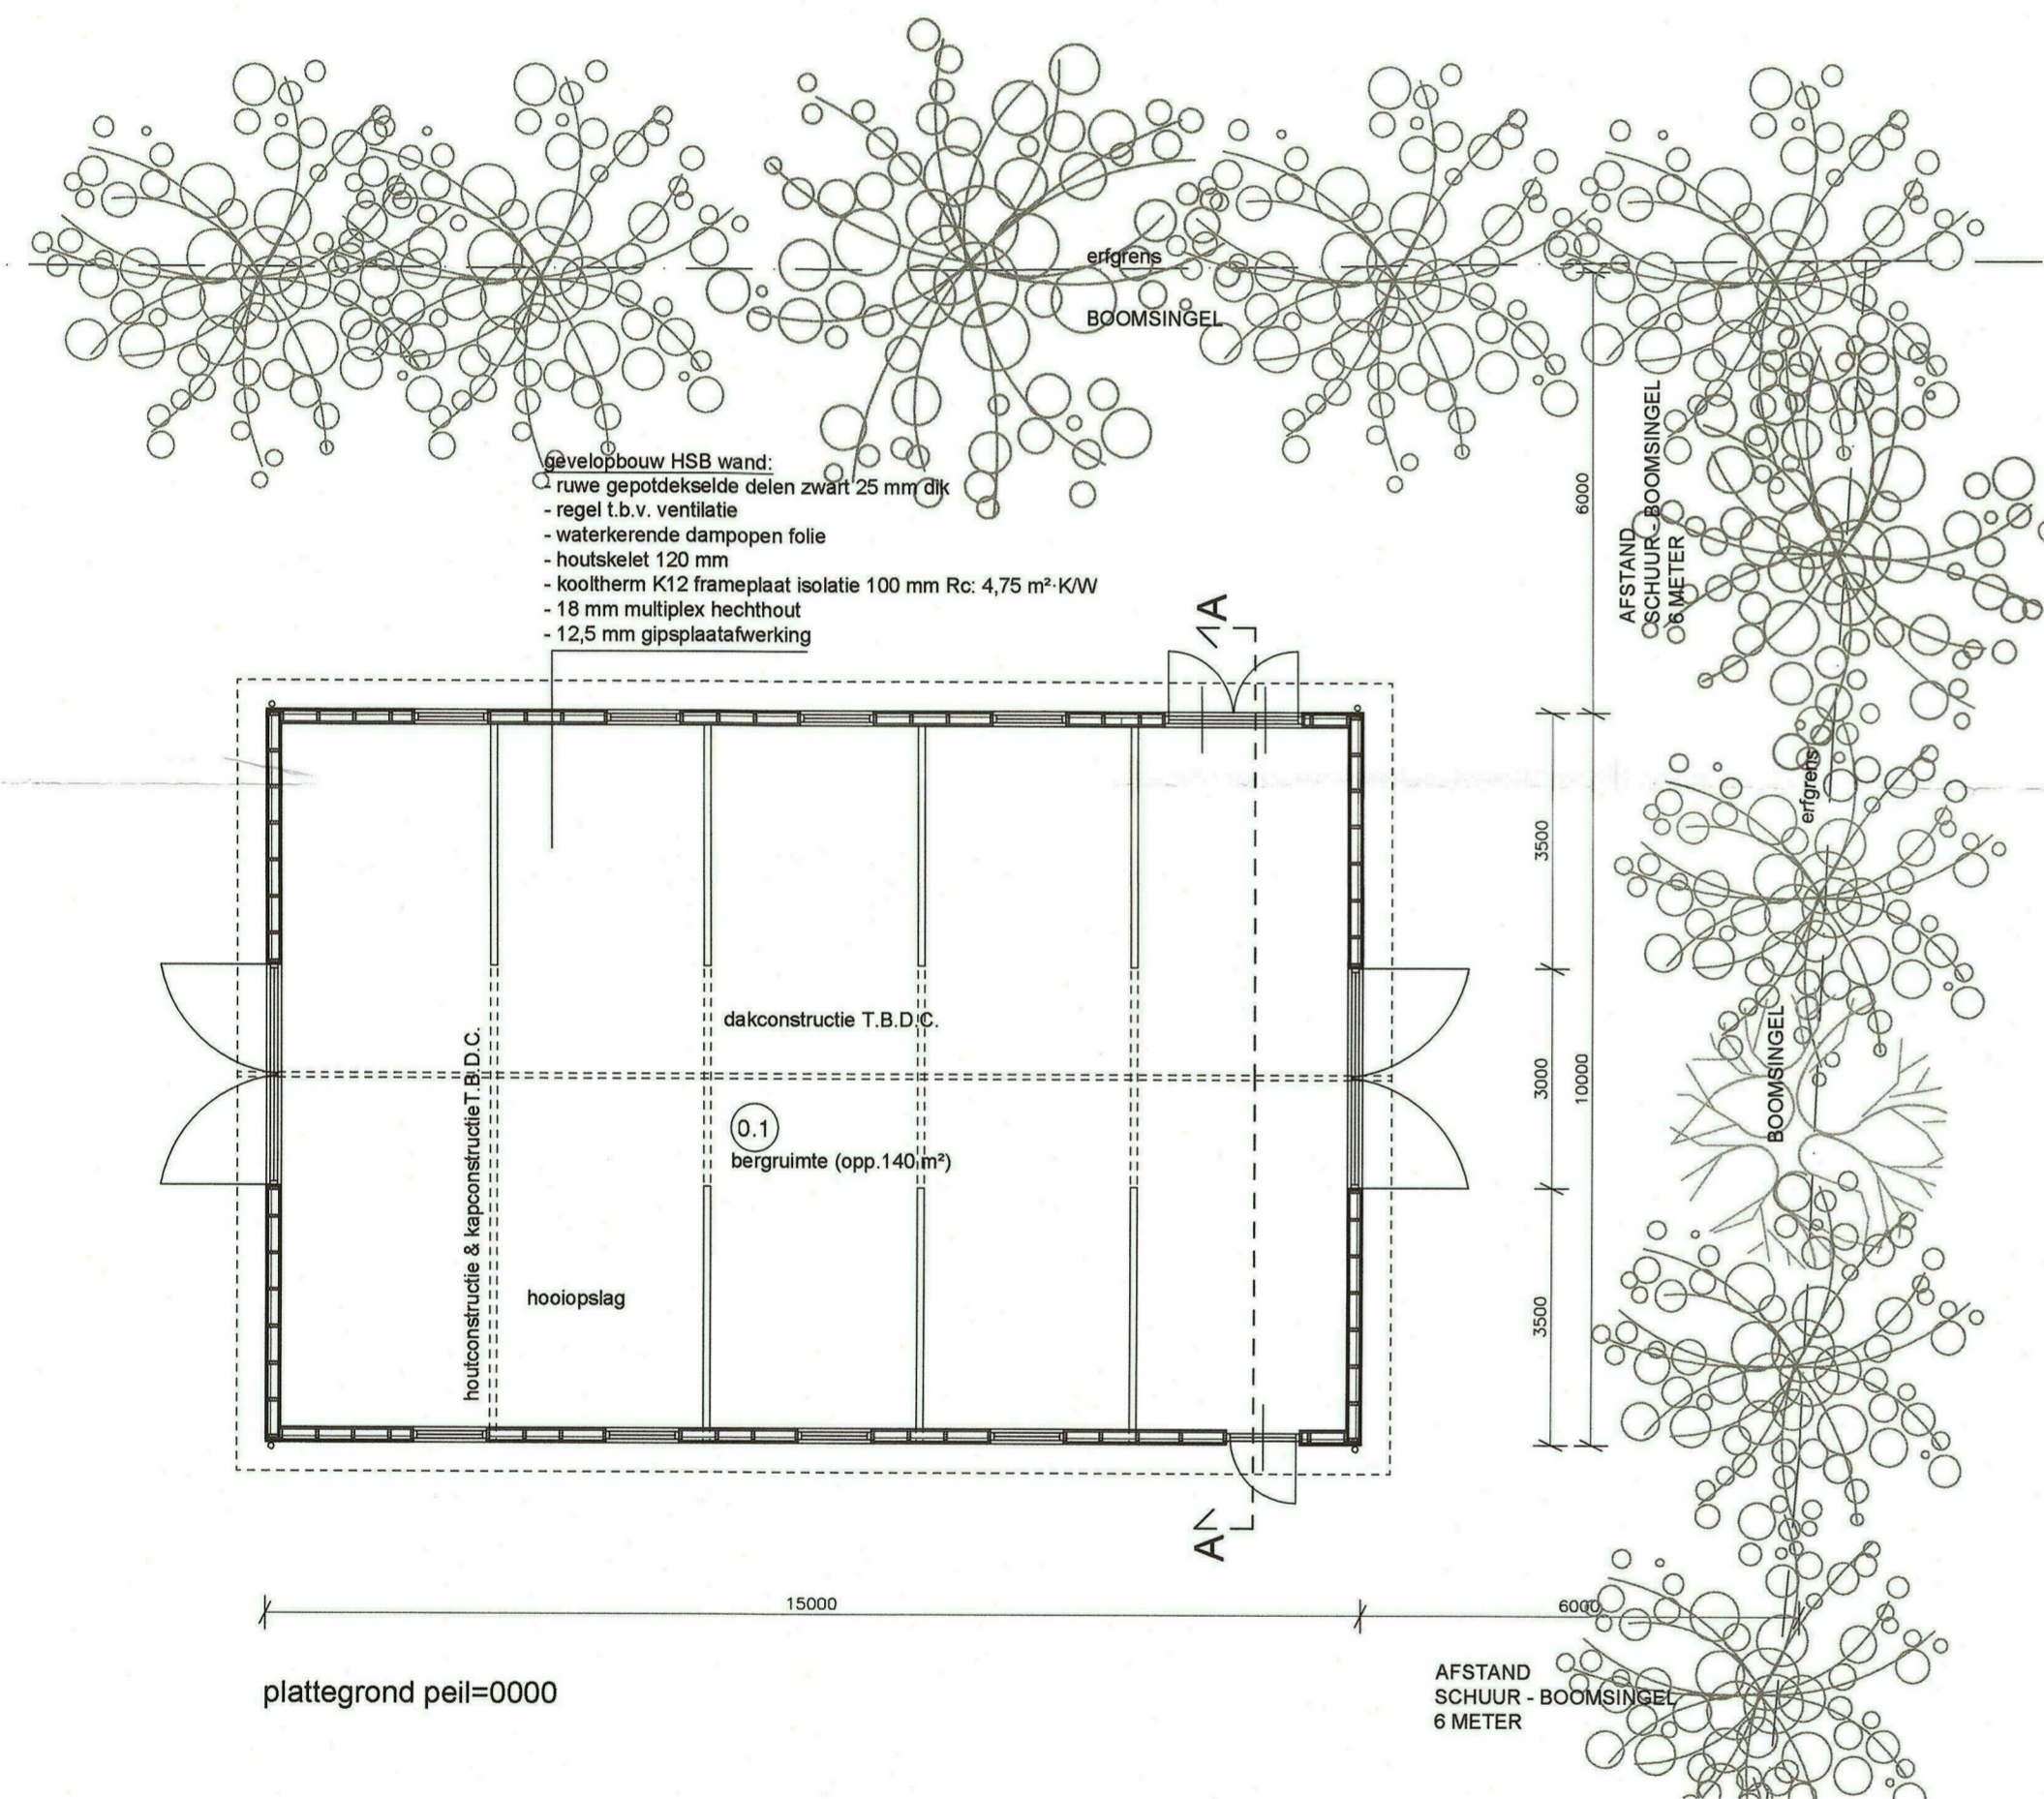 erfgrens
BOOMSINGEL
gevelopbouw HSB wand:
- ruwe gepotdekselde delen zwart 25 mm dik
- regel t.b.v. ventilatie
- waterkerende dampopen folie
- houtskelet 120 mm
- kooltherm K12 frameplaat isolatie 100 mm Rc: 4,75 m²·K/W
- 18 mm multiplex hechthout
- 12,5 mm gipsplaatafwerking
A
6000
AFSTAND
SCHUUR - BOOMSINGEL
6 METER
erfgrens
3500
dakconstructie T.B.D.C.
houtconstructie & kapconstructieT.B.D.C.
0.1
bergruimte (opp.140 m²)
3000
10000
BOOMSINGEL
hooiopslag
3500
A
15000
6000
plattegrond peil=0000
AFSTAND
SCHUUR - BOOMSINGEL
6 METER